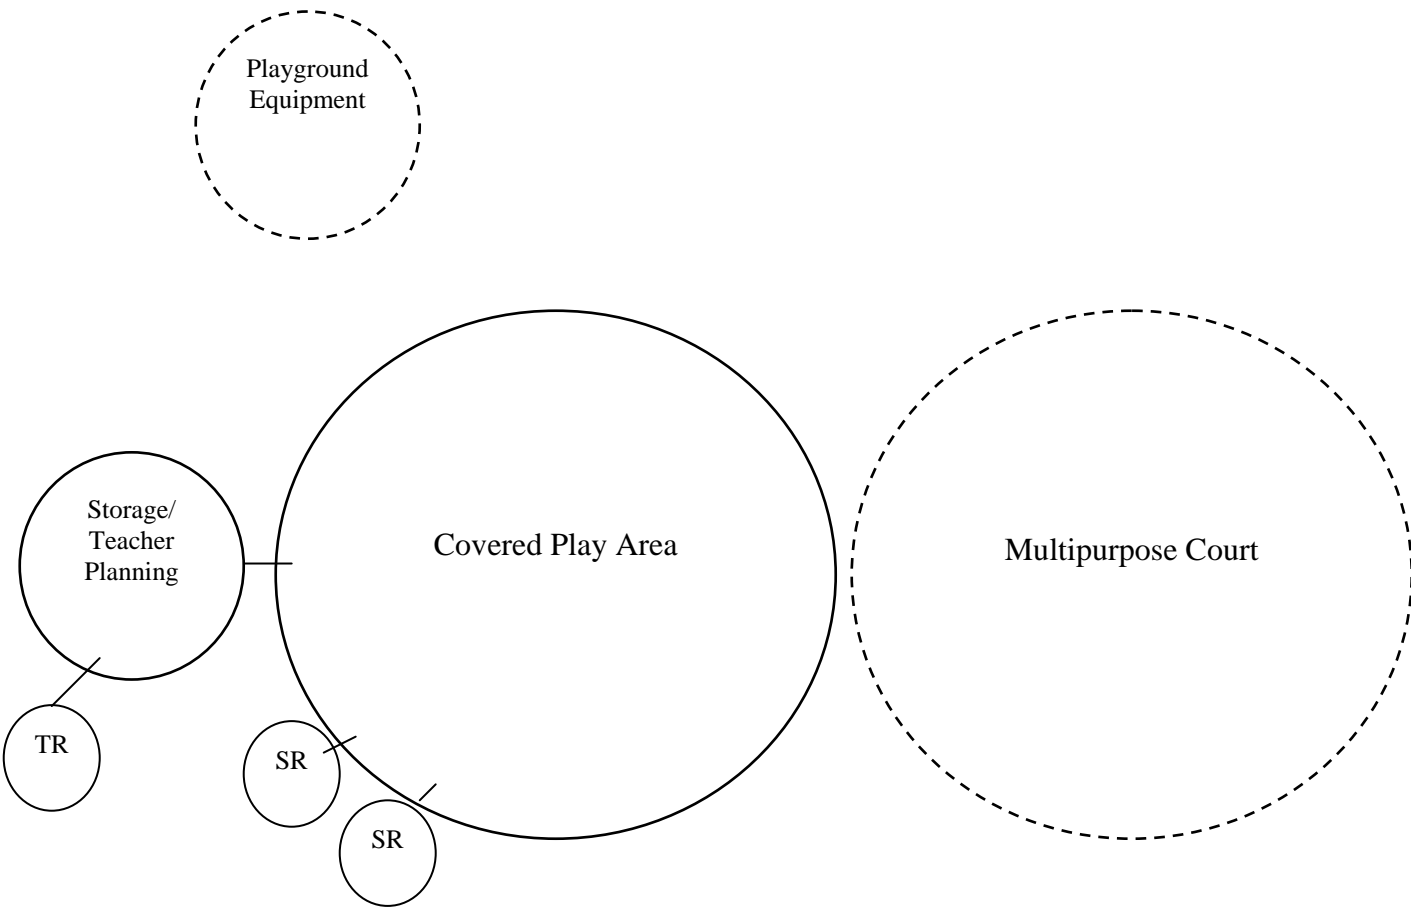 Playground
Equipment
Storage/
Teacher
Planning
Covered Play Area
Multipurpose Court
TR
SR
SR